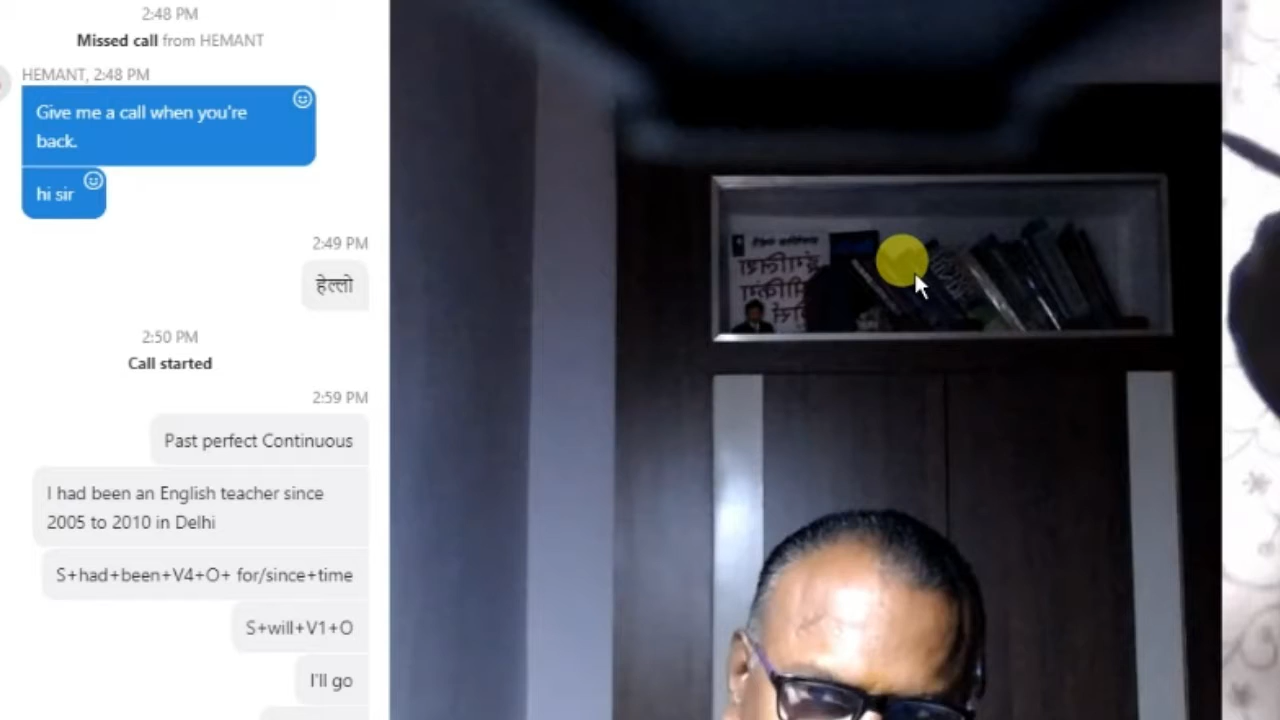 2:48 PM
Missed call from HEMANT
HEMANT, 2:48 PM
Give me a call when you're
back.
hi sir
2:49 PM
हेल्लो
2:50 PM
Call started
2:59 PM
Past perfect Continuous
I had been an English teacher since
2005 to 2010 in Delhi
S+had+been+V4+O+ for/since+time
S+will+V1+O
I'll go
इंगलिश
स्पीकिंग
कोर्स